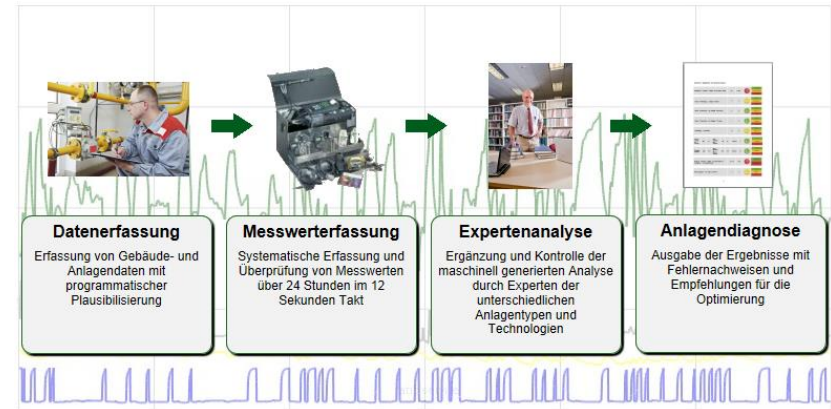 Datenerfassung
Erfassung von Gebäude- und
Anlagendaten mit
programmatischer
Plausibilisierung
Messwerterfassung
Systematische Erfassung und
Überprüfung von Messwerten
über 24 Stunden im 12
Sekunden Takt
Expertenanalyse
Ergänzung und Kontrolle der
maschinell generierten Analyse
durch Experten der
unterschiedlichen
Anlagentypen und
Technologien
Anlagendiagnose
Ausgabe der Ergebnisse mit
Fehlernachweisen und
Empfehlungen für die
Optimierung